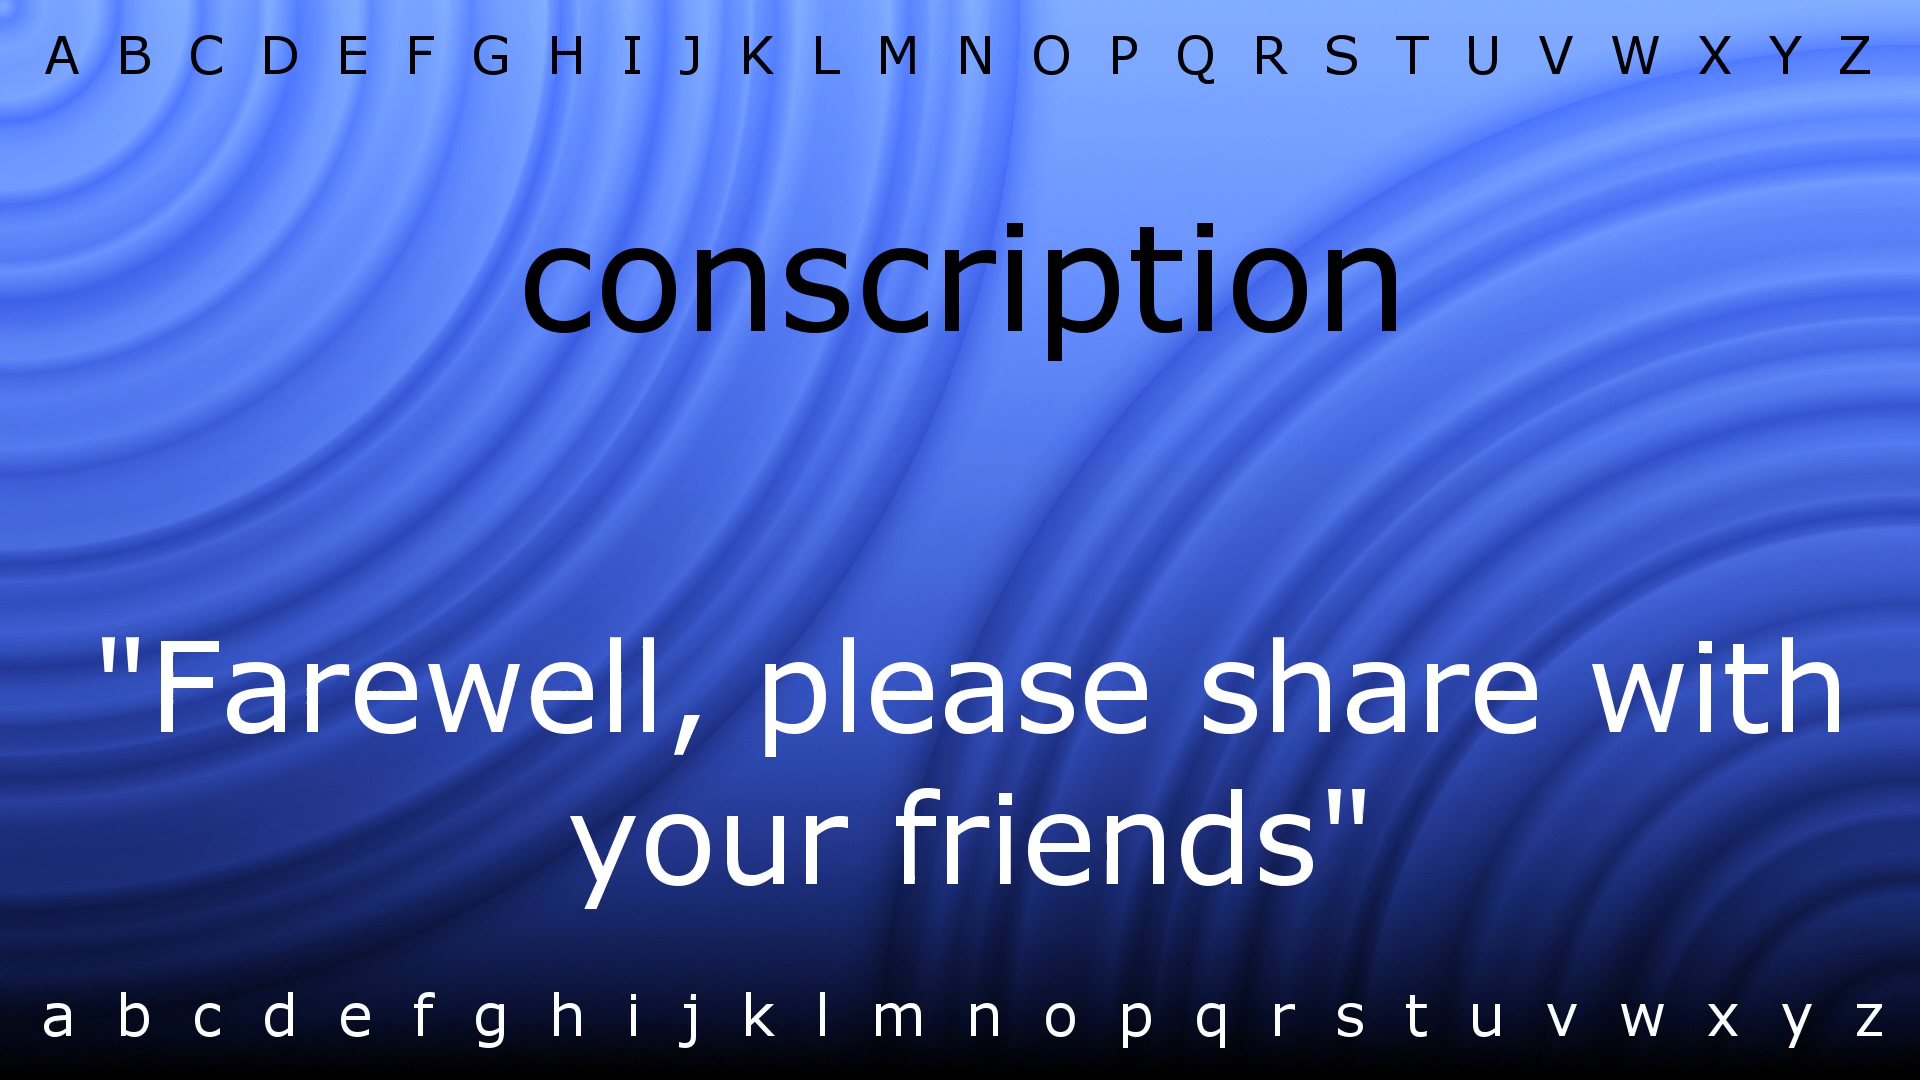 A B C D E F G H I J K L M N O P Q R S T U V W X Y Z
conscription
"Farewell, please share with
your friends"
a b c d e f g h i j k l m n o p q r s t u v w x y z